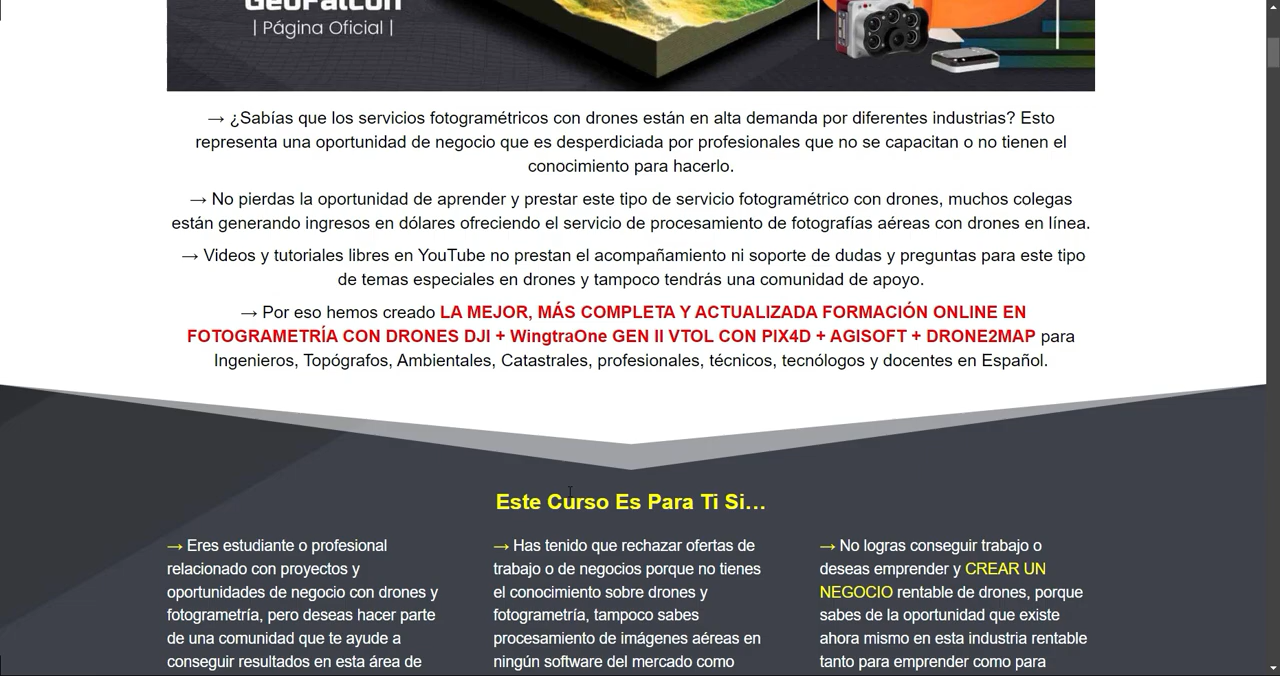 GeoFalcon
| Página Oficial |
→ ¿Sabías que los servicios fotogramétricos con drones están en alta demanda por diferentes industrias? Esto
representa una oportunidad de negocio que es desperdiciada por profesionales que no se capacitan o no tienen el
conocimiento para hacerlo.
→ No pierdas la oportunidad de aprender y prestar este tipo de servicio fotogramétrico con drones, muchos colegas
están generando ingresos en dólares ofreciendo el servicio de procesamiento de fotografías aéreas con drones en línea.
→ Videos y tutoriales libres en YouTube no prestan el acompañamiento ni soporte de dudas y preguntas para este tipo
de temas especiales en drones y tampoco tendrás una comunidad de apoyo.
→ Por eso hemos creado LA MEJOR, MÁS COMPLETA Y ACTUALIZADA FORMACIÓN ONLINE EN
FOTOGRAMETRÍA CON DRONES DJI + WingtraOne GEN II VTOL CON PIX4D + AGISOFT + DRONE2MAP para
Ingenieros, Topógrafos, Ambientales, Catastrales, profesionales, técnicos, tecnólogos y docentes en Español.
Este Curso Es Para Ti Si…
→ Eres estudiante o profesional
relacionado con proyectos y
oportunidades de negocio con drones y
fotogrametría, pero deseas hacer parte
de una comunidad que te ayude a
conseguir resultados en esta área de
→ Has tenido que rechazar ofertas de
trabajo o de negocios porque no tienes
el conocimiento sobre drones y
fotogrametría, tampoco sabes
procesamiento de imágenes aéreas en
ningún software del mercado como
→ No logras conseguir trabajo o
deseas emprender y CREAR UN
NEGOCIO rentable de drones, porque
sabes de la oportunidad que existe
ahora mismo en esta industria rentable
tanto para emprender como para